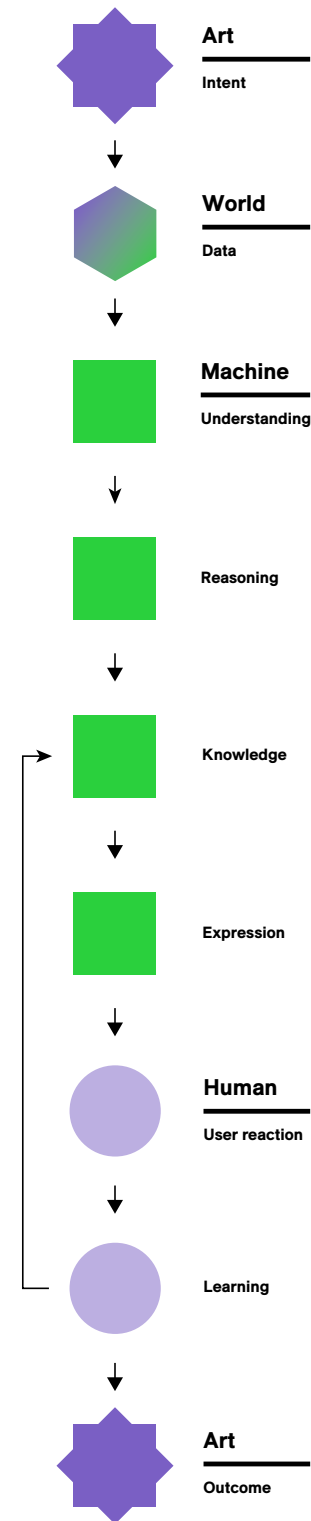 Art
Intent
World
Data
Machine
Understanding
Reasoning
Knowledge
Expression
Human
User reaction
Learning
Art
Outcome